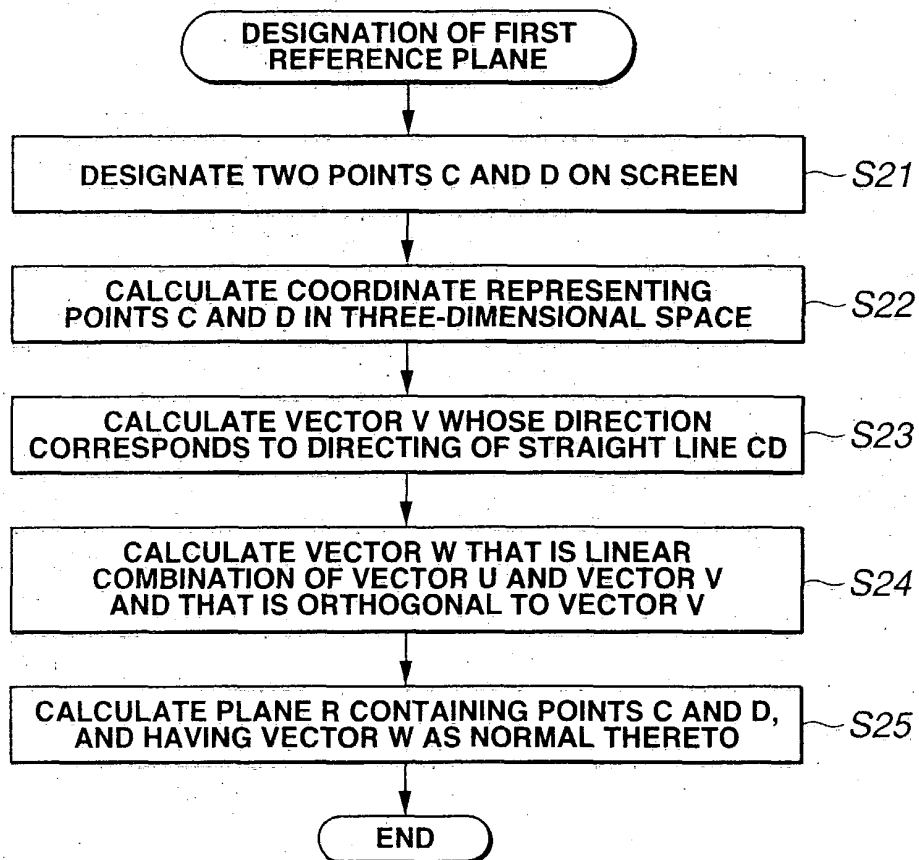 DESIGNATION OF FIRST
REFERENCE PLANE
DESIGNATE TWO POINTS C AND D ON SCREEN
S21
CALCULATE COORDINATE REPRESENTING
POINTS C AND D IN THREE-DIMENSIONAL SPACE
S22
CALCULATE VECTOR V WHOSE DIRECTION
CORRESPONDS TO DIRECTING OF STRAIGHT LINE CD
S23
CALCULATE VECTOR W THAT IS LINEAR
COMBINATION OF VECTOR U AND VECTOR V
AND THAT IS ORTHOGONAL TO VECTOR V
S24
CALCULATE PLANE R CONTAINING POINTS C AND D,
AND HAVING VECTOR W AS NORMAL THERETO
S25
END